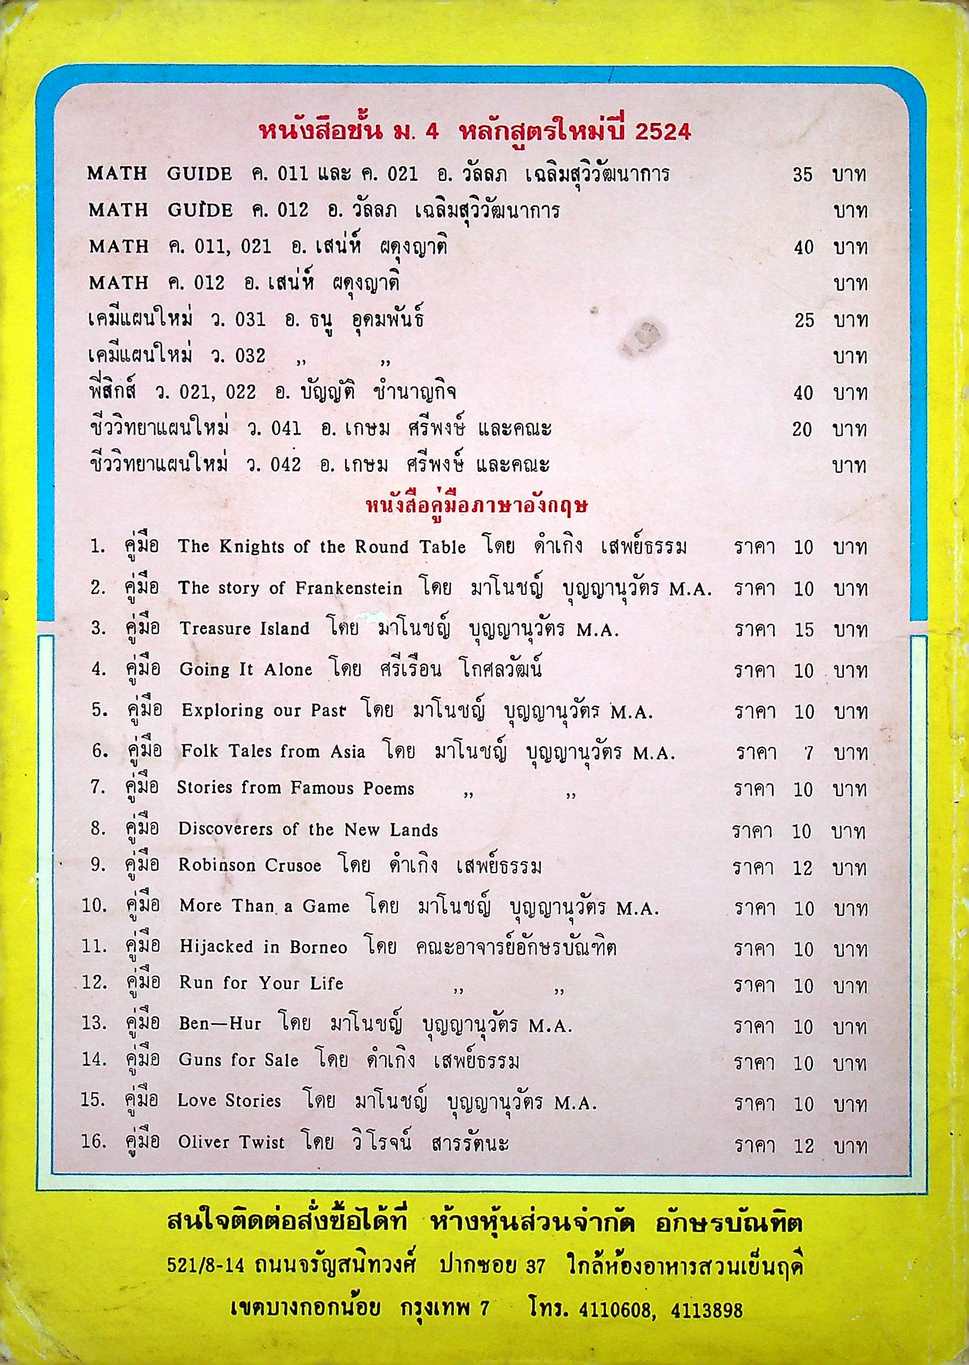 หนังสือชั้น ม. 4 หลักสูตรใหม่ปี 2524
MATH GUIDE ค. 011 และ ค. 021 อ. วัลลภ เฉลิมสุวิวัฒนาการ 35 บาท
MATH GUIDE ค. 012 อ. วัลลภ เฉลิมสุวิวัฒนาการ บาท
MATH ค. 011, 021 อ. เสน่ห์ ผดุงญาติ 40 บาท
MATH ค. 012 อ. เสน่ห์ ผดุงญาติ บาท
เคมีแผนใหม่ ว. 031 อ. ธนู อุดมพันธ์ 25 บาท
เคมีแผนใหม่ ว. 032 ,, ,, บาท
ฟิสิกส์ ว. 021, 022 อ. บัญญัติ ชำนาญกิจ 40 บาท
ชีววิทยาแผนใหม่ ว. 041 อ. เกษม ศรีพงษ์ และคณะ 20 บาท
ชีววิทยาแผนใหม่ ว. 042 อ. เกษม ศรีพงษ์ และคณะ บาท
หนังสือคู่มือภาษาอังกฤษ
1. คู่มือ The Knights of the Round Table โดย ดำเกิง เสพย์ธรรม ราคา 10 บาท
2. คู่มือ The story of Frankenstein โดย มาโนชญ์ บุญญานุวัตร M.A. ราคา 10 บาท
3. คู่มือ Treasure Island โดย มาโนชญ์ บุญญานุวัตร M.A. ราคา 15 บาท
4. คู่มือ Going It Alone โดย ศรีเรือน โกศลวัฒน์ ราคา 10 บาท
5. คู่มือ Exploring our Past โดย มาโนชญ์ บุญญานุวัตร M.A. ราคา 10 บาท
6. คู่มือ Folk Tales from Asia โดย มาโนชญ์ บุญญานุวัตร M.A. ราคา 7 บาท
7. คู่มือ Stories from Famous Poems ,, ,, ราคา 10 บาท
8. คู่มือ Discoverers of the New Lands ราคา 10 บาท
9. คู่มือ Robinson Crusoe โดย ดำเกิง เสพย์ธรรม ราคา 12 บาท
10. คู่มือ More Than a Game โดย มาโนชญ์ บุญญานุวัตร M.A. ราคา 10 บาท
11. คู่มือ Hijacked in Borneo โดย คณะอาจารย์อักษรบัณฑิต ราคา 10 บาท
12. คู่มือ Run for Your Life ,, ,, ราคา 10 บาท
13. คู่มือ Ben—Hur โดย มาโนชญ์ บุญญานุวัตร M.A. ราคา 10 บาท
14. คู่มือ Guns for Sale โดย ดำเกิง เสพย์ธรรม ราคา 10 บาท
15. คู่มือ Love Stories โดย มาโนชญ์ บุญญานุวัตร M.A. ราคา 10 บาท
16. คู่มือ Oliver Twist โดย วิโรจน์ สารรัตนะ ราคา 12 บาท
สนใจติดต่อสั่งซื้อได้ที่ ห้างหุ้นส่วนจำกัด อักษรบัณฑิต
521/8-14 ถนนจรัญสนิทวงศ์ ปากซอย 37 ใกล้ห้องอาหารสวนเย็นฤดี
เขตบางกอกน้อย กรุงเทพ 7 โทร. 4110608, 4113898